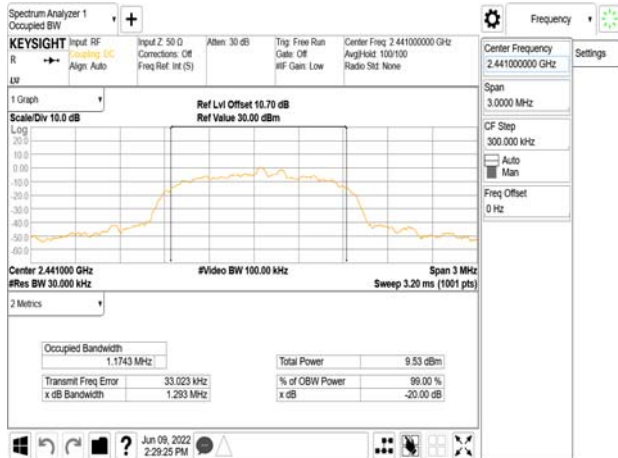 Spectrum Analyzer 1
Occupied BW
+
Frequency
KEYSIGHT
R
LVI
Input: RF
Coupling: DC
Align: Auto
Input Z: 50 Ω
Corrections: Off
Freq Ref: Int (S)
Atten: 30 dB
Trig: Free Run
Gate: Off
#IF Gain: Low
Center Freq: 2.441000000 GHz
Avg|Hold: 100/100
Radio Std: None
Center Frequency
2.441000000 GHz
Settings
Span
3.0000 MHz
CF Step
300.000 kHz
Auto
Man
Freq Offset
0 Hz
1 Graph
Scale/Div 10.0 dB
Ref Lvl Offset 10.70 dB
Ref Value 30.00 dBm
Log
20.0
10.0
0.00
-10.0
-20.0
-30.0
-40.0
-50.0
-60.0
Center 2.441000 GHz
#Res BW 30.000 kHz
#Video BW 100.00 kHz
Span 3 MHz
Sweep 3.20 ms (1001 pts)
2 Metrics
Occupied Bandwidth
1.1743 MHz
Total Power 9.53 dBm
Transmit Freq Error 33.023 kHz
% of OBW Power 99.00 %
x dB Bandwidth 1.293 MHz
x dB -20.00 dB
?
Jun 09, 2022
2:29:25 PM